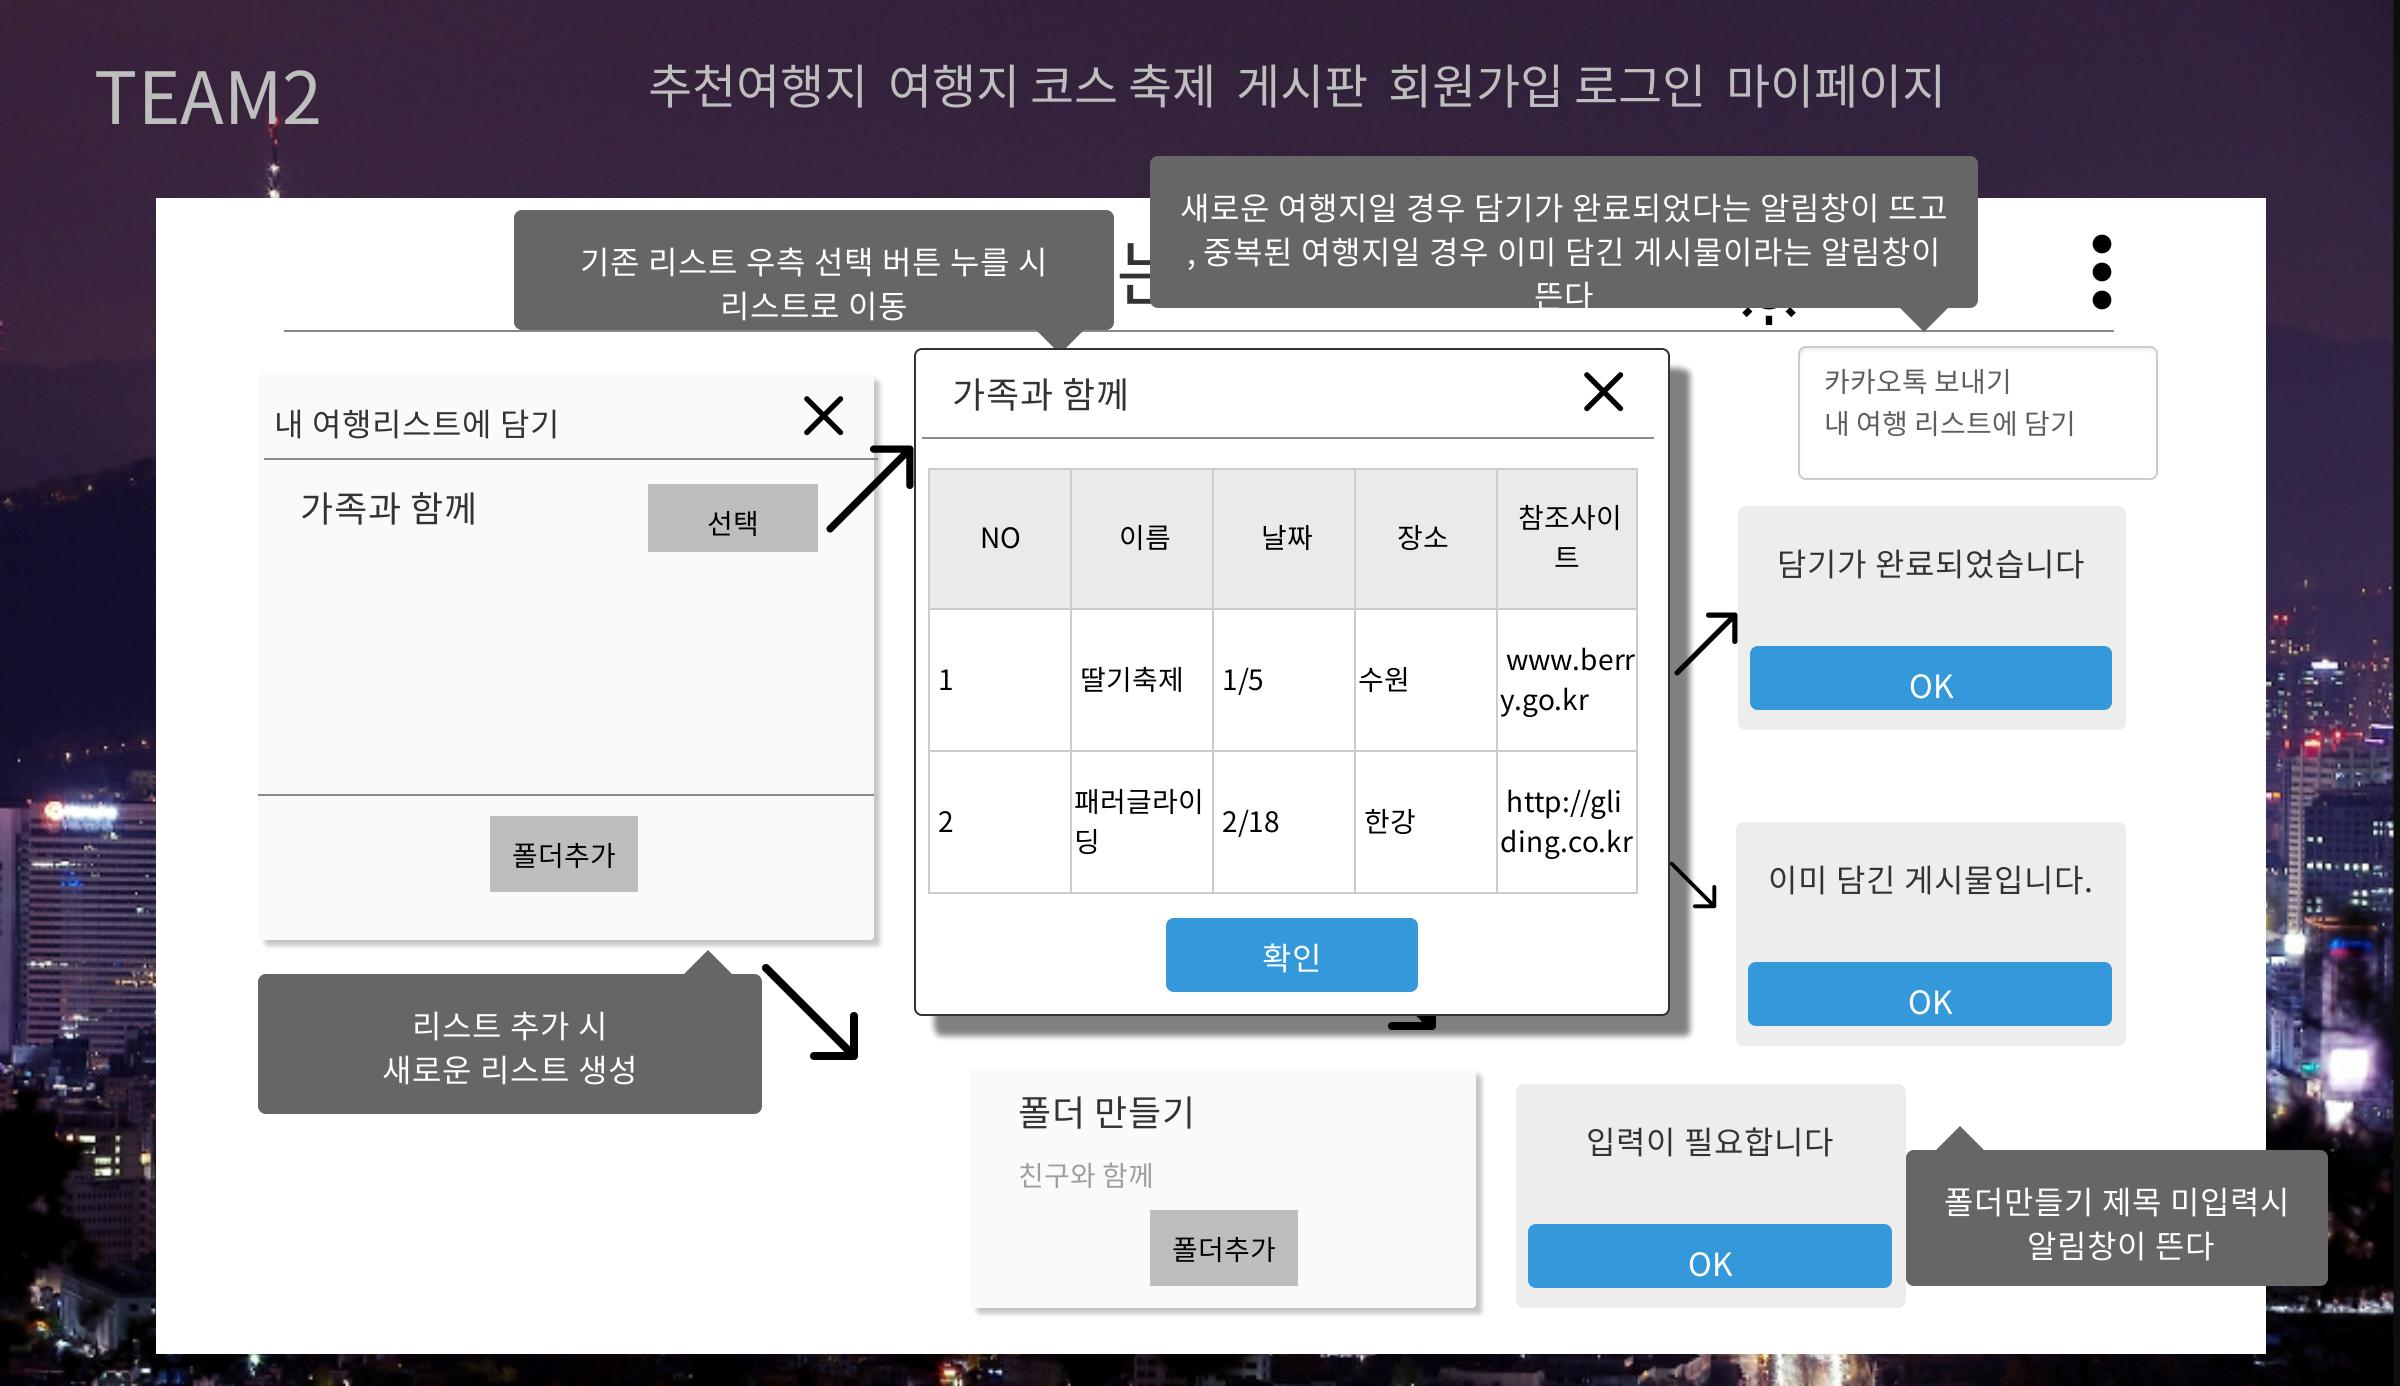 TEAM2
추천여행지 여행지 코스 축제 게시판 회원가입 로그인 마이페이지
새로운 여행지일 경우 담기가 완료되었다는 알림창이 뜨고
, 중복된 여행지일 경우 이미 담긴 게시물이라는 알림창이
뜬다
기존 리스트 우측 선택 버튼 누를 시
리스트로 이동
카카오톡 보내기
내 여행 리스트에 담기
내 여행리스트에 담기
가족과 함께
선택
폴더추가
가족과 함께
NO 이름 날짜 장소 참조사이
트
1 딸기축제 1/5 수원 www.berr
y.go.kr
2 패러글라이
딩 2/18 한강 http://gli
ding.co.kr
확인
담기가 완료되었습니다
OK
이미 담긴 게시물입니다.
OK
리스트 추가 시
새로운 리스트 생성
폴더 만들기
친구와 함께
폴더추가
입력이 필요합니다
OK
폴더만들기 제목 미입력시
알림창이 뜬다